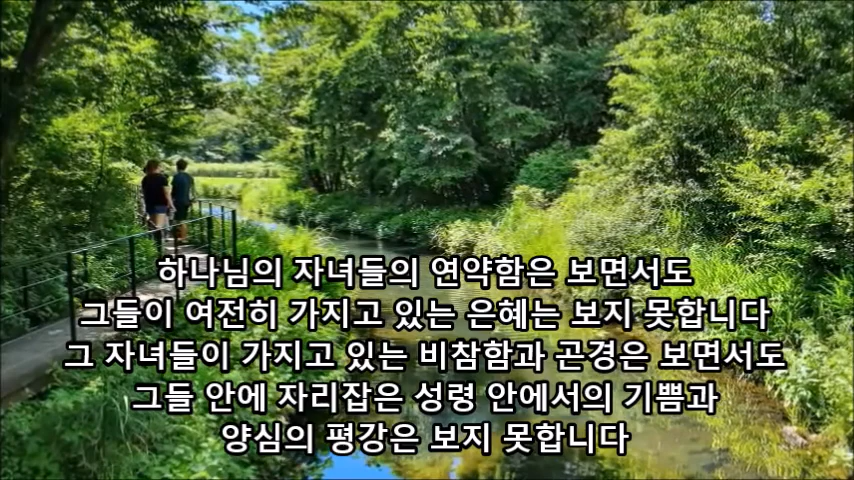 하나님의 자녀들의 연약함은 보면서도
그들이 여전히 가지고 있는 은혜는 보지 못합니다
그 자녀들이 가지고 있는 비참함과 곤경은 보면서도
그들 안에 자리잡은 성령 안에서의 기쁨과
양심의 평강은 보지 못합니다